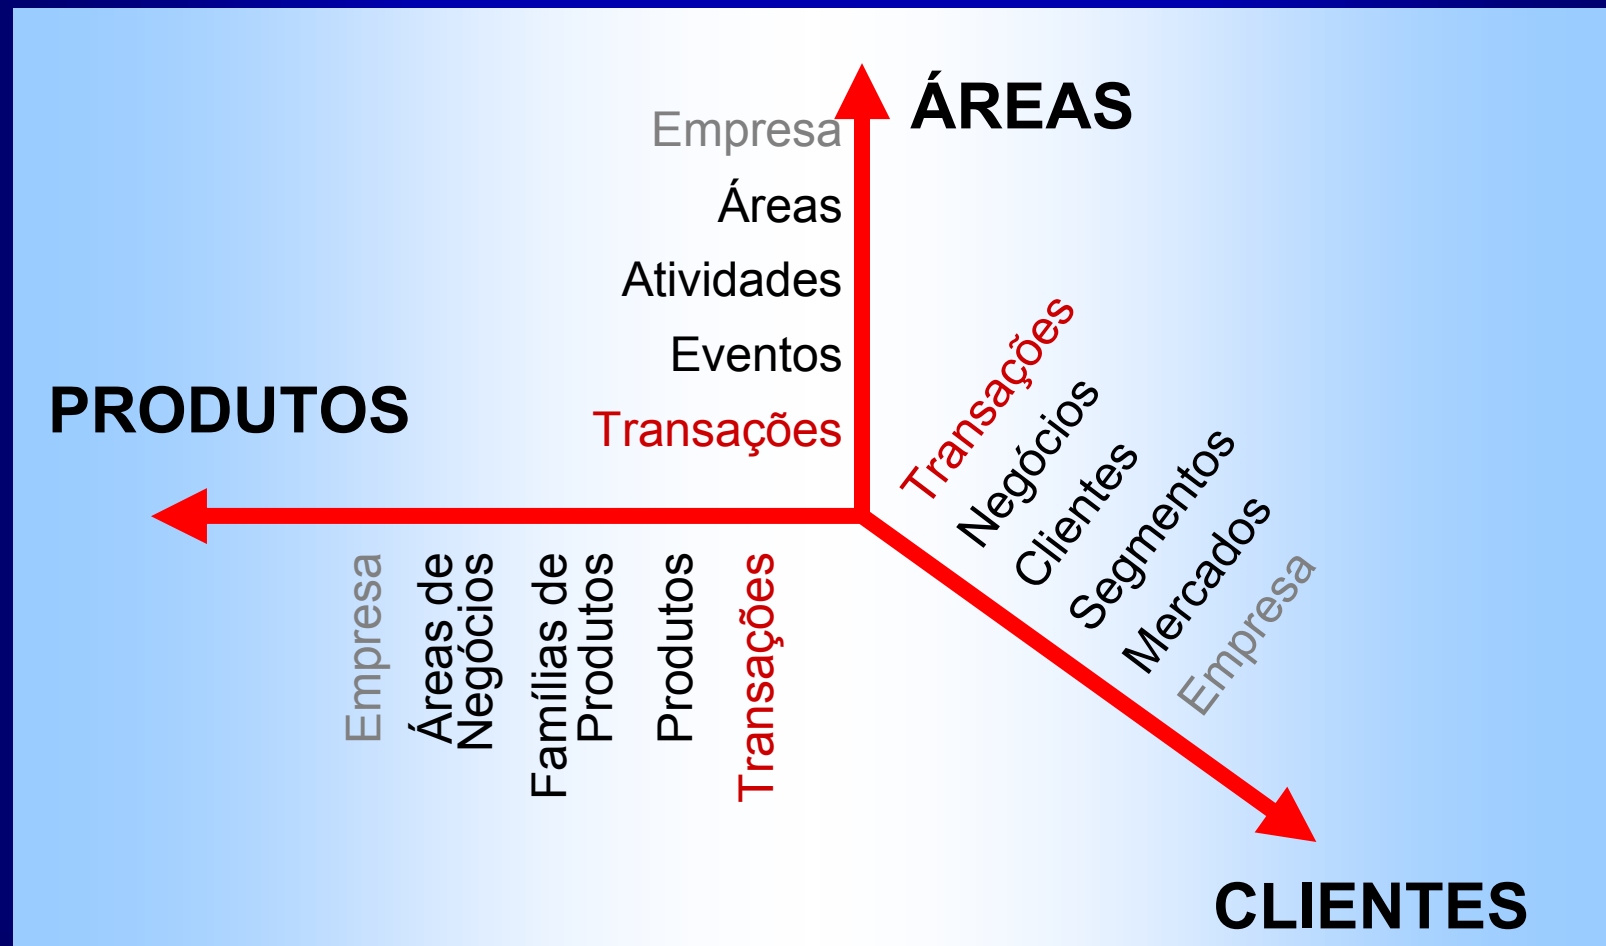 ÁREAS
Empresa
Áreas
Atividades
Eventos
Transações
PRODUTOS
Empresa
Áreas de
Negócios
Famílias de
Produtos
Produtos
Transações
Transações
Negócios
Clientes
Segmentos
Mercados
Empresa
CLIENTES